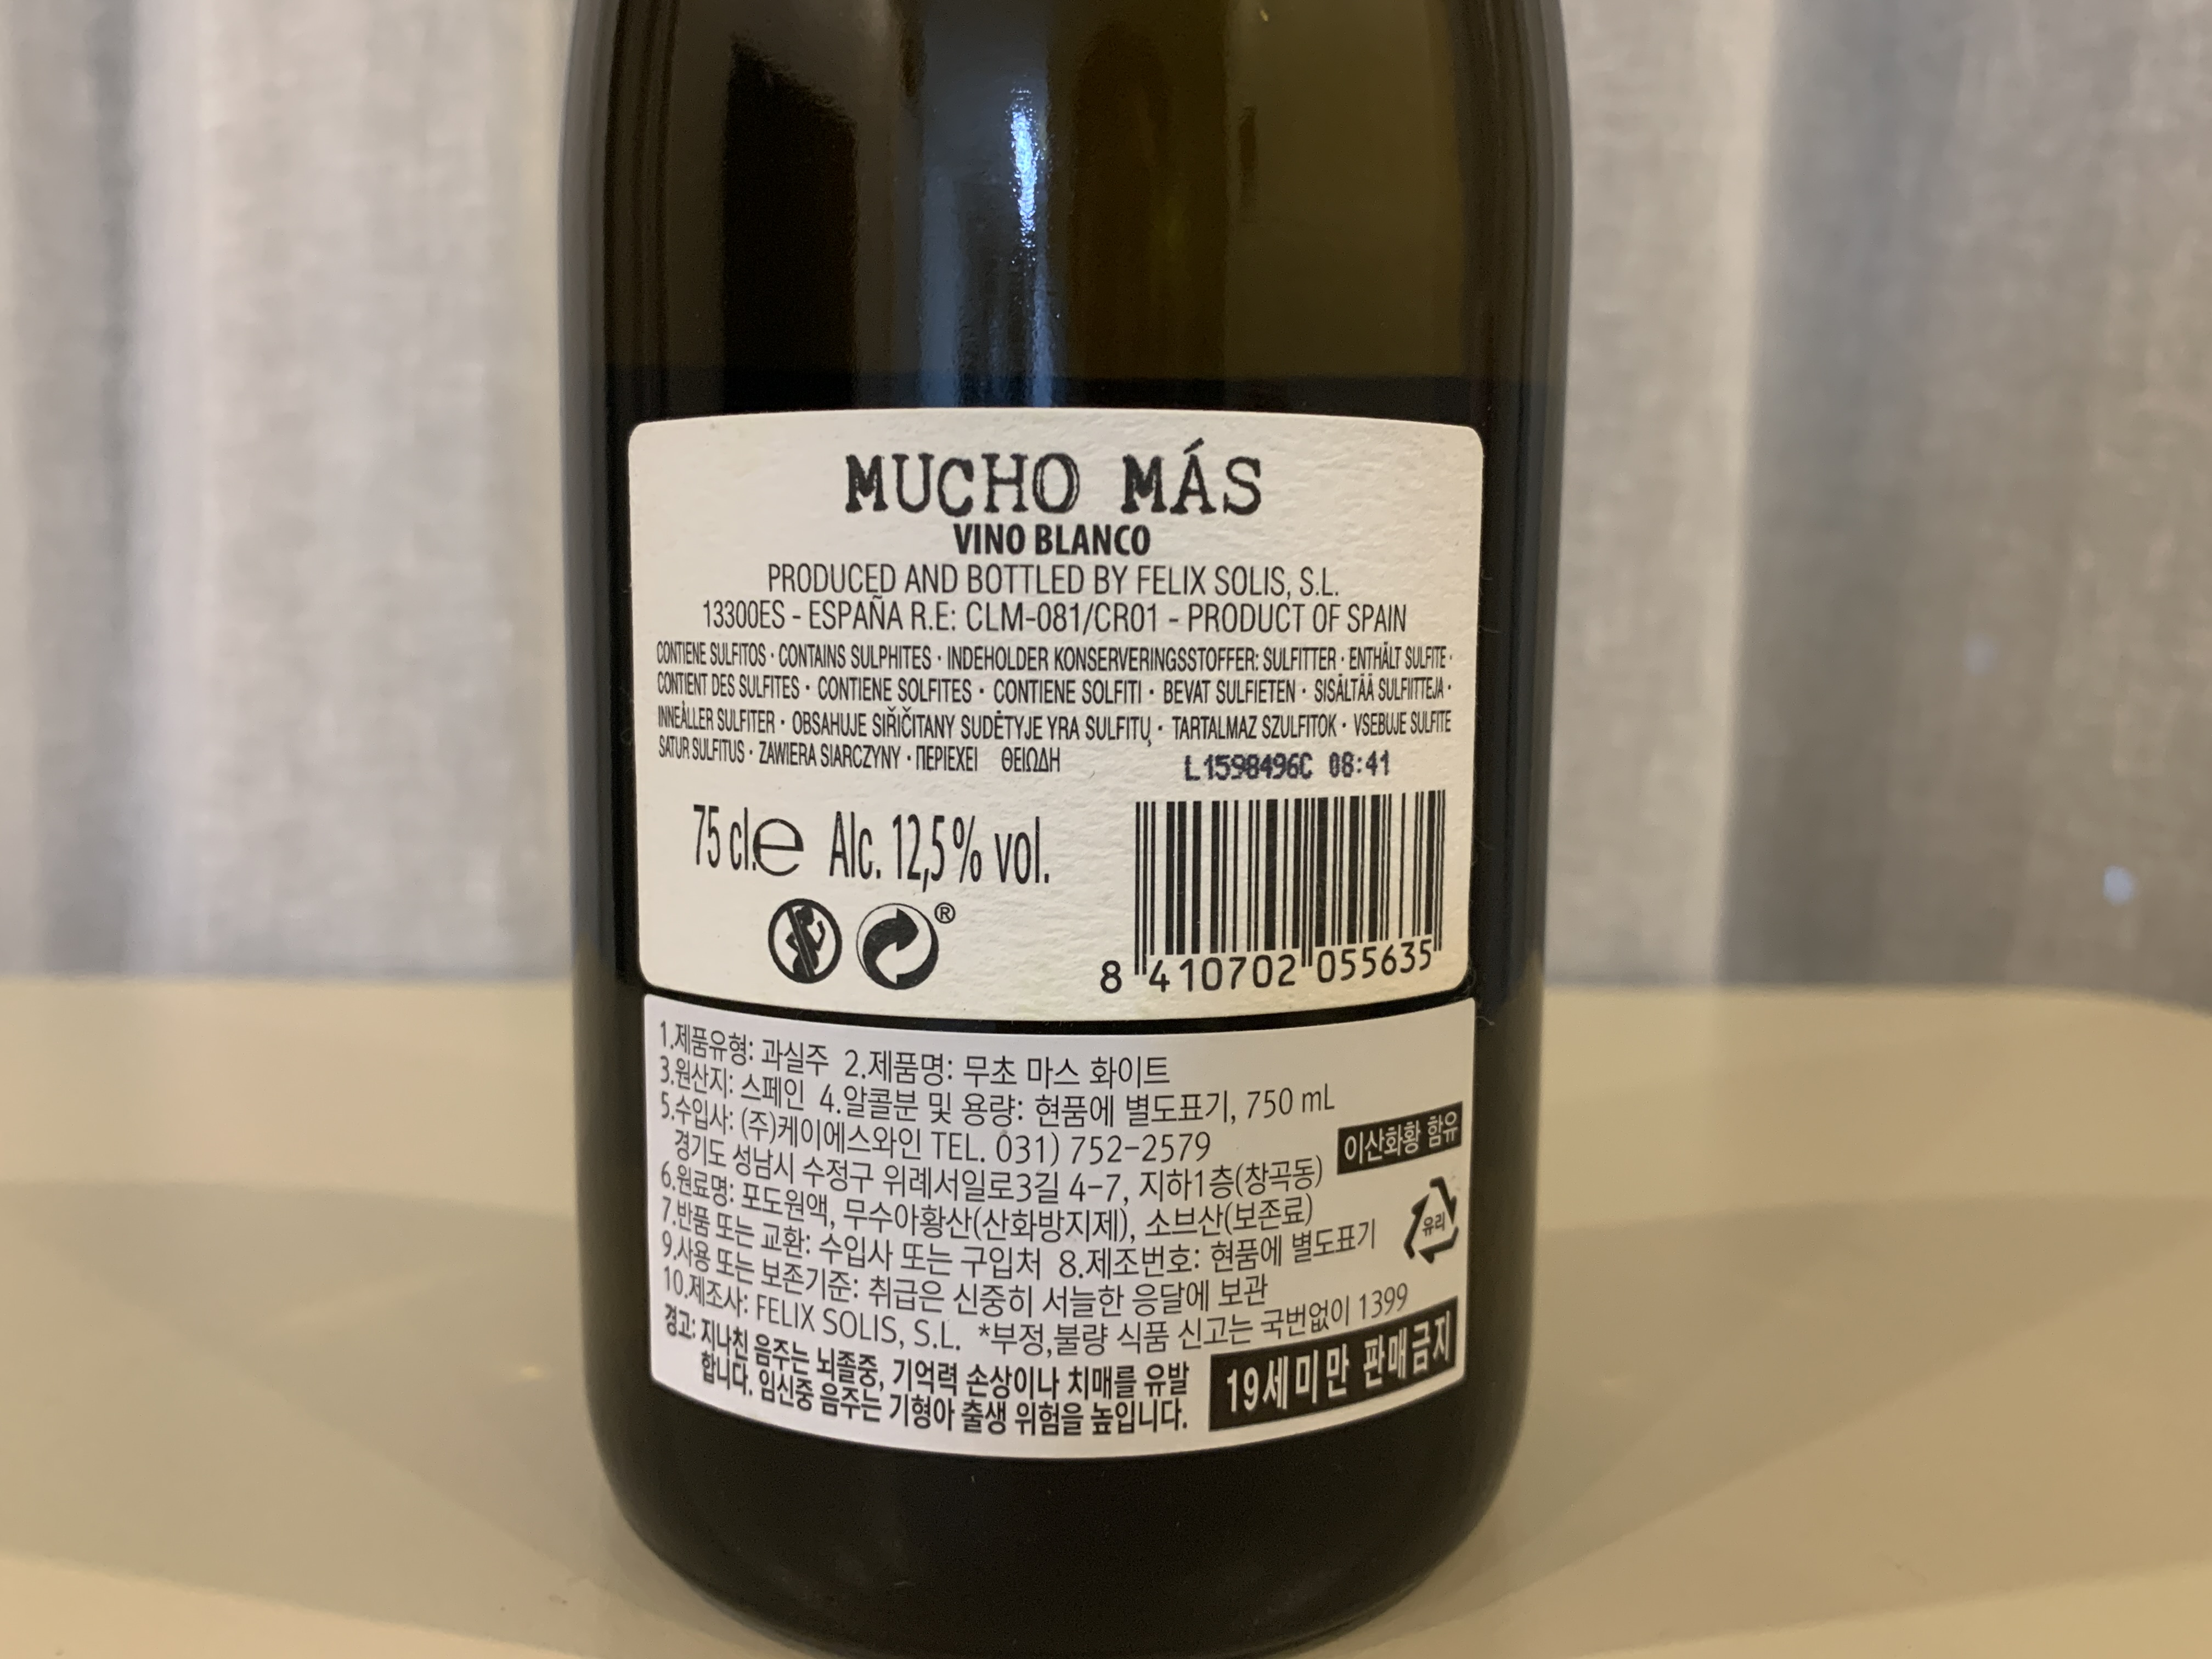 MUCHO MÁS
VINO BLANCO
PRODUCED AND BOTTLED BY FELIX SOLIS, S.L.
13300ES - ESPAÑA R.E: CLM-081/CR01 - PRODUCT OF SPAIN
CONTIENE SULFITOS · CONTAINS SULPHITES · INDEHOLDER KONSERVERINGSSTOFFER: SULFITTER · ENTHÄLT SULFITE ·
CONTIENT DES SULFITES · CONTIENE SOLFITES · CONTIENE SOLFITI · BEVAT SULFIETEN · SISÄLTÄÄ SULFIITTEJA ·
INNEÅLLER SULFITER · OBSAHUJE SIŘIČITANY SUDĖTYJE YRA SULFITŲ · TARTALMAZ SZULFITOK · VSEBUJE SULFITE
SATUR SULFITUS · ZAWIERA SIARCZYNY · ΠΕΡΙΕΧΕΙ ΘΕΙΩΔΗ
L1598496C 08:41
75 cl.e Alc. 12,5% vol.
®
8 410702 055635
1.제품유형: 과실주 2.제품명: 무초 마스 화이트
3.원산지: 스페인 4.알콜분 및 용량: 현품에 별도표기, 750 mL
5.수입사: (주)케이에스와인 TEL. 031) 752-2579
이산화황 함유
경기도 성남시 수정구 위례서일로3길 4-7, 지하1층(창곡동)
6.원료명: 포도원액, 무수아황산(산화방지제), 소브산(보존료)
유리
7.반품 또는 교환: 수입사 또는 구입처 8.제조번호: 현품에 별도표기
9.사용 또는 보존기준: 취급은 신중히 서늘한 응달에 보관
10.제조사: FELIX SOLIS, S.L. *부정,불량 식품 신고는 국번없이 1399
경고: 지나친 음주는 뇌졸중, 기억력 손상이나 치매를 유발
합니다. 임신중 음주는 기형아 출생 위험을 높입니다.
19세미만 판매금지